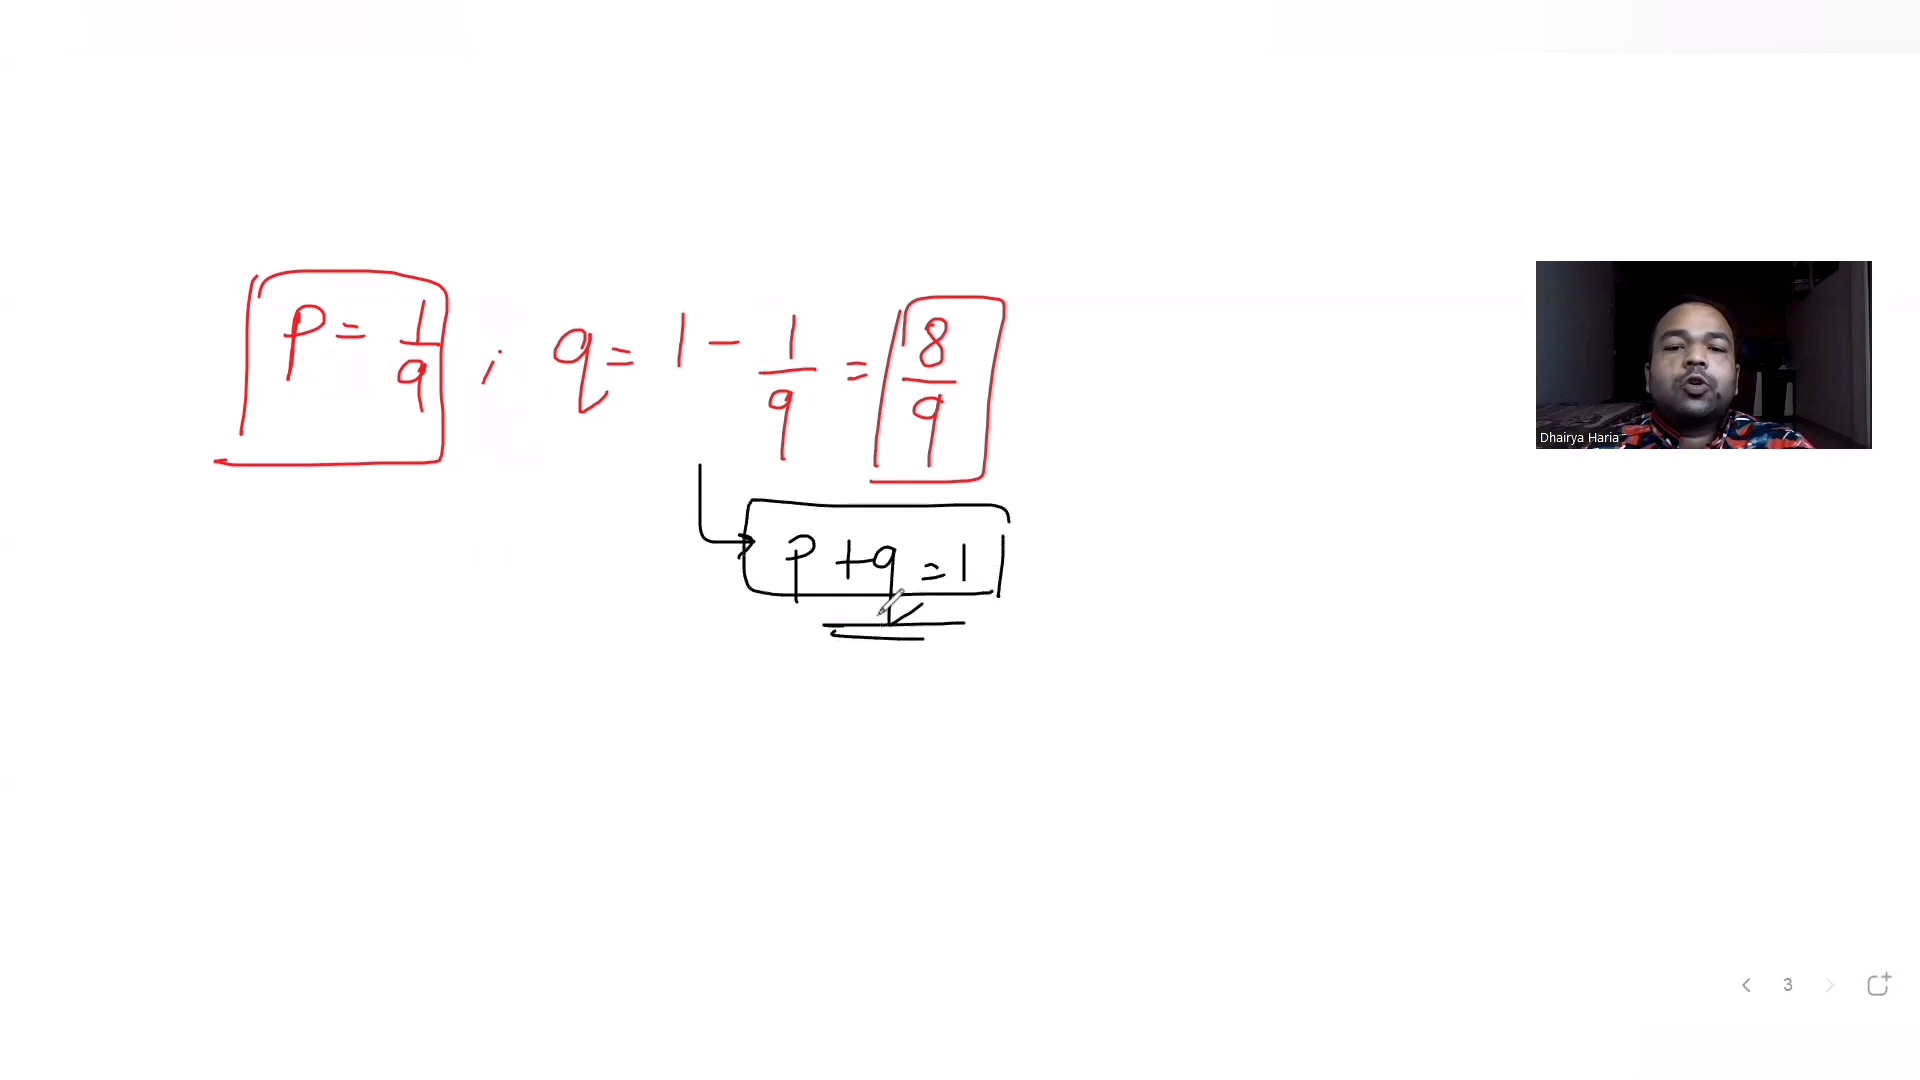 p = 1/9 ; q = 1 - 1/9 = 8/9
p + q = 1
Dhairya Haria
3